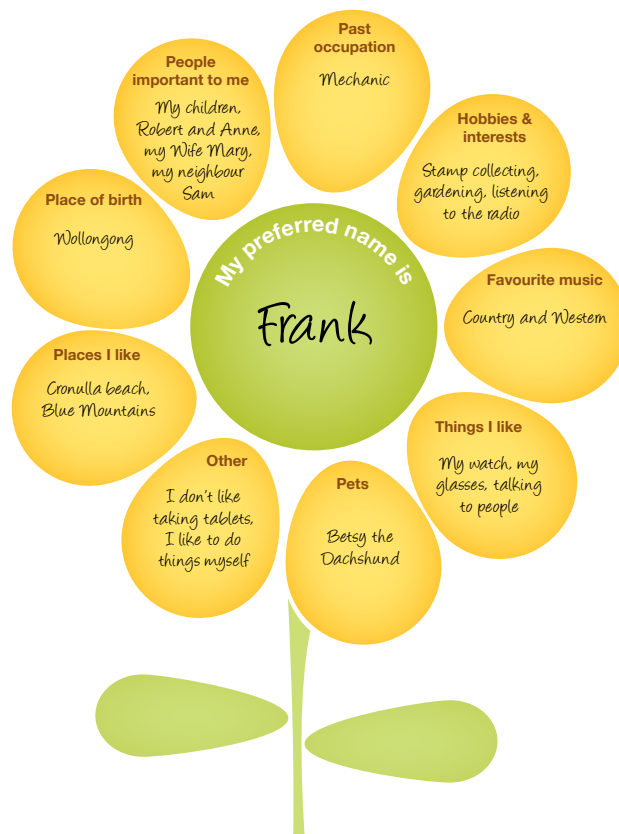 My preferred name is
Frank
Past
occupation
Mechanic
Hobbies &
interests
Stamp collecting,
gardening, listening
to the radio
Favourite music
Country and Western
Things I like
My watch, my
glasses, talking
to people
Pets
Betsy the
Dachshund
Other
I don't like
taking tablets,
I like to do
things myself
Places I like
Cronulla beach,
Blue Mountains
Place of birth
Wollongong
People
important to me
My children,
Robert and Anne,
my Wife Mary,
my neighbour
Sam